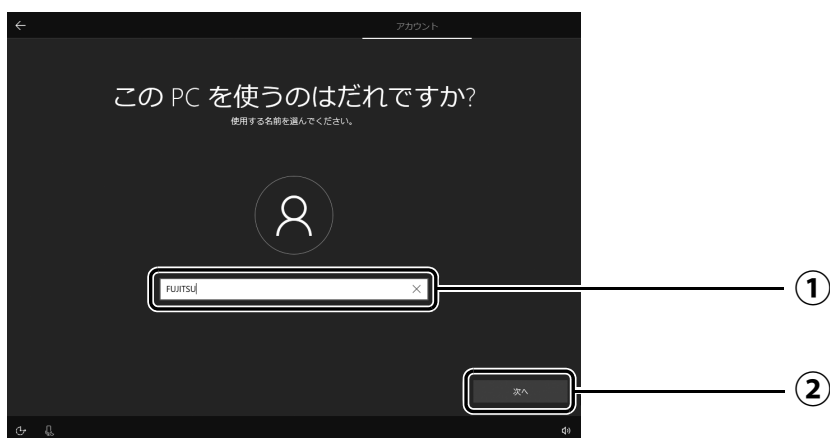 アカウント
この PC を使うのはだれですか?
使用する名前を選んでください。
FUJITSU
①
次へ
②